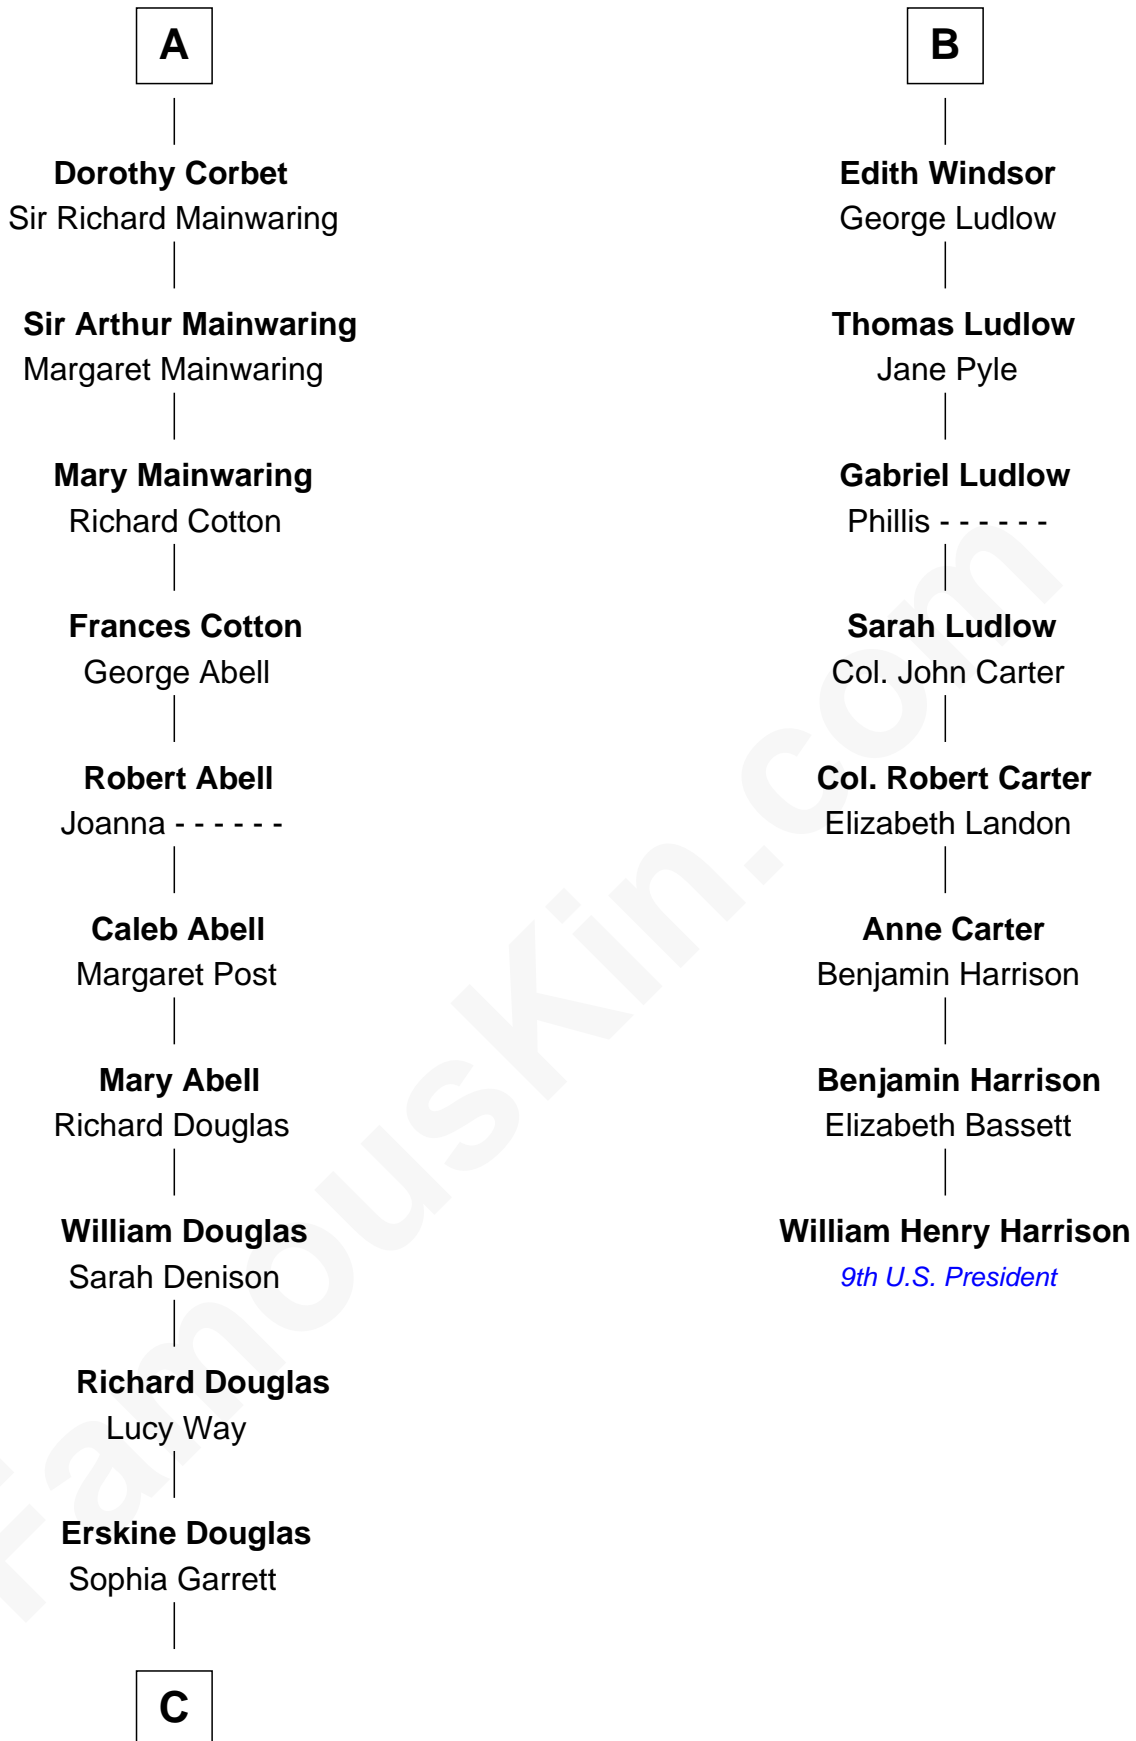 A
Dorothy Corbet
Sir Richard Mainwaring
Sir Arthur Mainwaring
Margaret Mainwaring
Mary Mainwaring
Richard Cotton
Frances Cotton
George Abell
Robert Abell
Joanna - - - - - -
Caleb Abell
Margaret Post
Mary Abell
Richard Douglas
William Douglas
Sarah Denison
Richard Douglas
Lucy Way
Erskine Douglas
Sophia Garrett
C
B
Edith Windsor
George Ludlow
Thomas Ludlow
Jane Pyle
Gabriel Ludlow
Phillis - - - - - -
Sarah Ludlow
Col. John Carter
Col. Robert Carter
Elizabeth Landon
Anne Carter
Benjamin Harrison
Benjamin Harrison
Elizabeth Bassett
William Henry Harrison
9th U.S. President
FamousKin.com